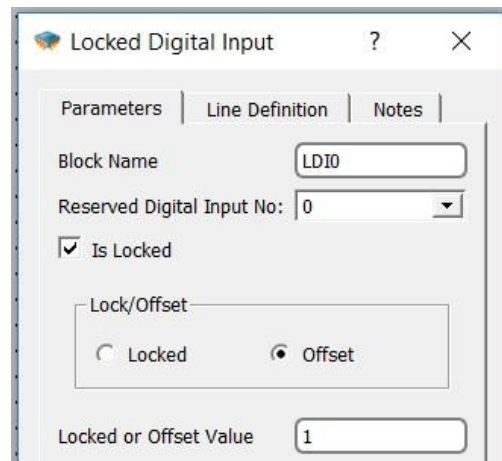 Locked Digital Input ?
Parameters Line Definition Notes
Block Name LDI0
Reserved Digital Input No: 0
Is Locked
Lock/Offset
Locked Offset
Locked or Offset Value 1